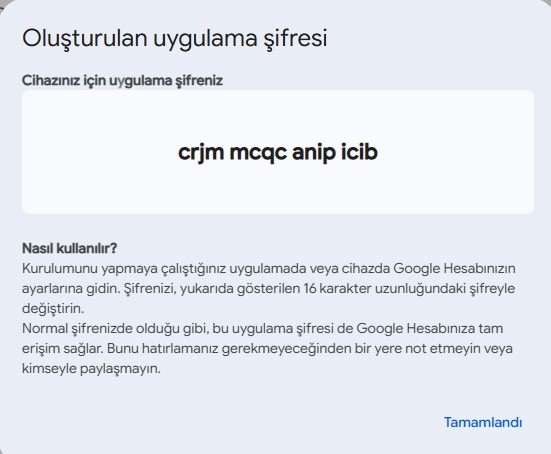 Oluşturulan uygulama şifresi
Cihazınız için uygulama şifreniz
crjm mcqc anip icib
Nasıl kullanılır?
Kurulumunu yapmaya çalıştığınız uygulamada veya cihazda Google Hesabınızın
ayarlarına gidin. Şifrenizi, yukarıda gösterilen 16 karakter uzunluğundaki şifreyle
değiştirin.
Normal şifrenizde olduğu gibi, bu uygulama şifresi de Google Hesabınıza tam
erişim sağlar. Bunu hatırlamanız gerekmeyeceğinden bir yere not etmeyin veya
kimseyle paylaşmayın.
Tamamlandı